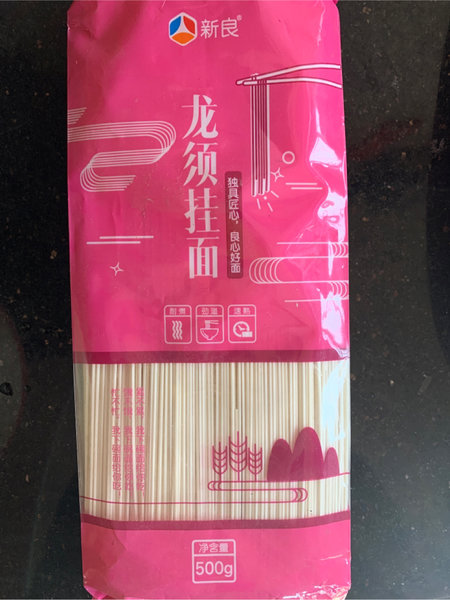 新良
龙须挂面
独具匠心，良心好面
耐煮
劲道
速熟
净含量
500g